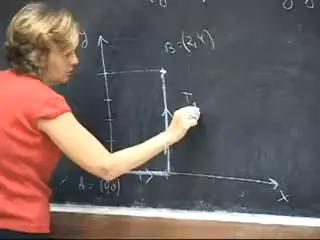 y
B = (2,4)
T
A = (0,0)
x